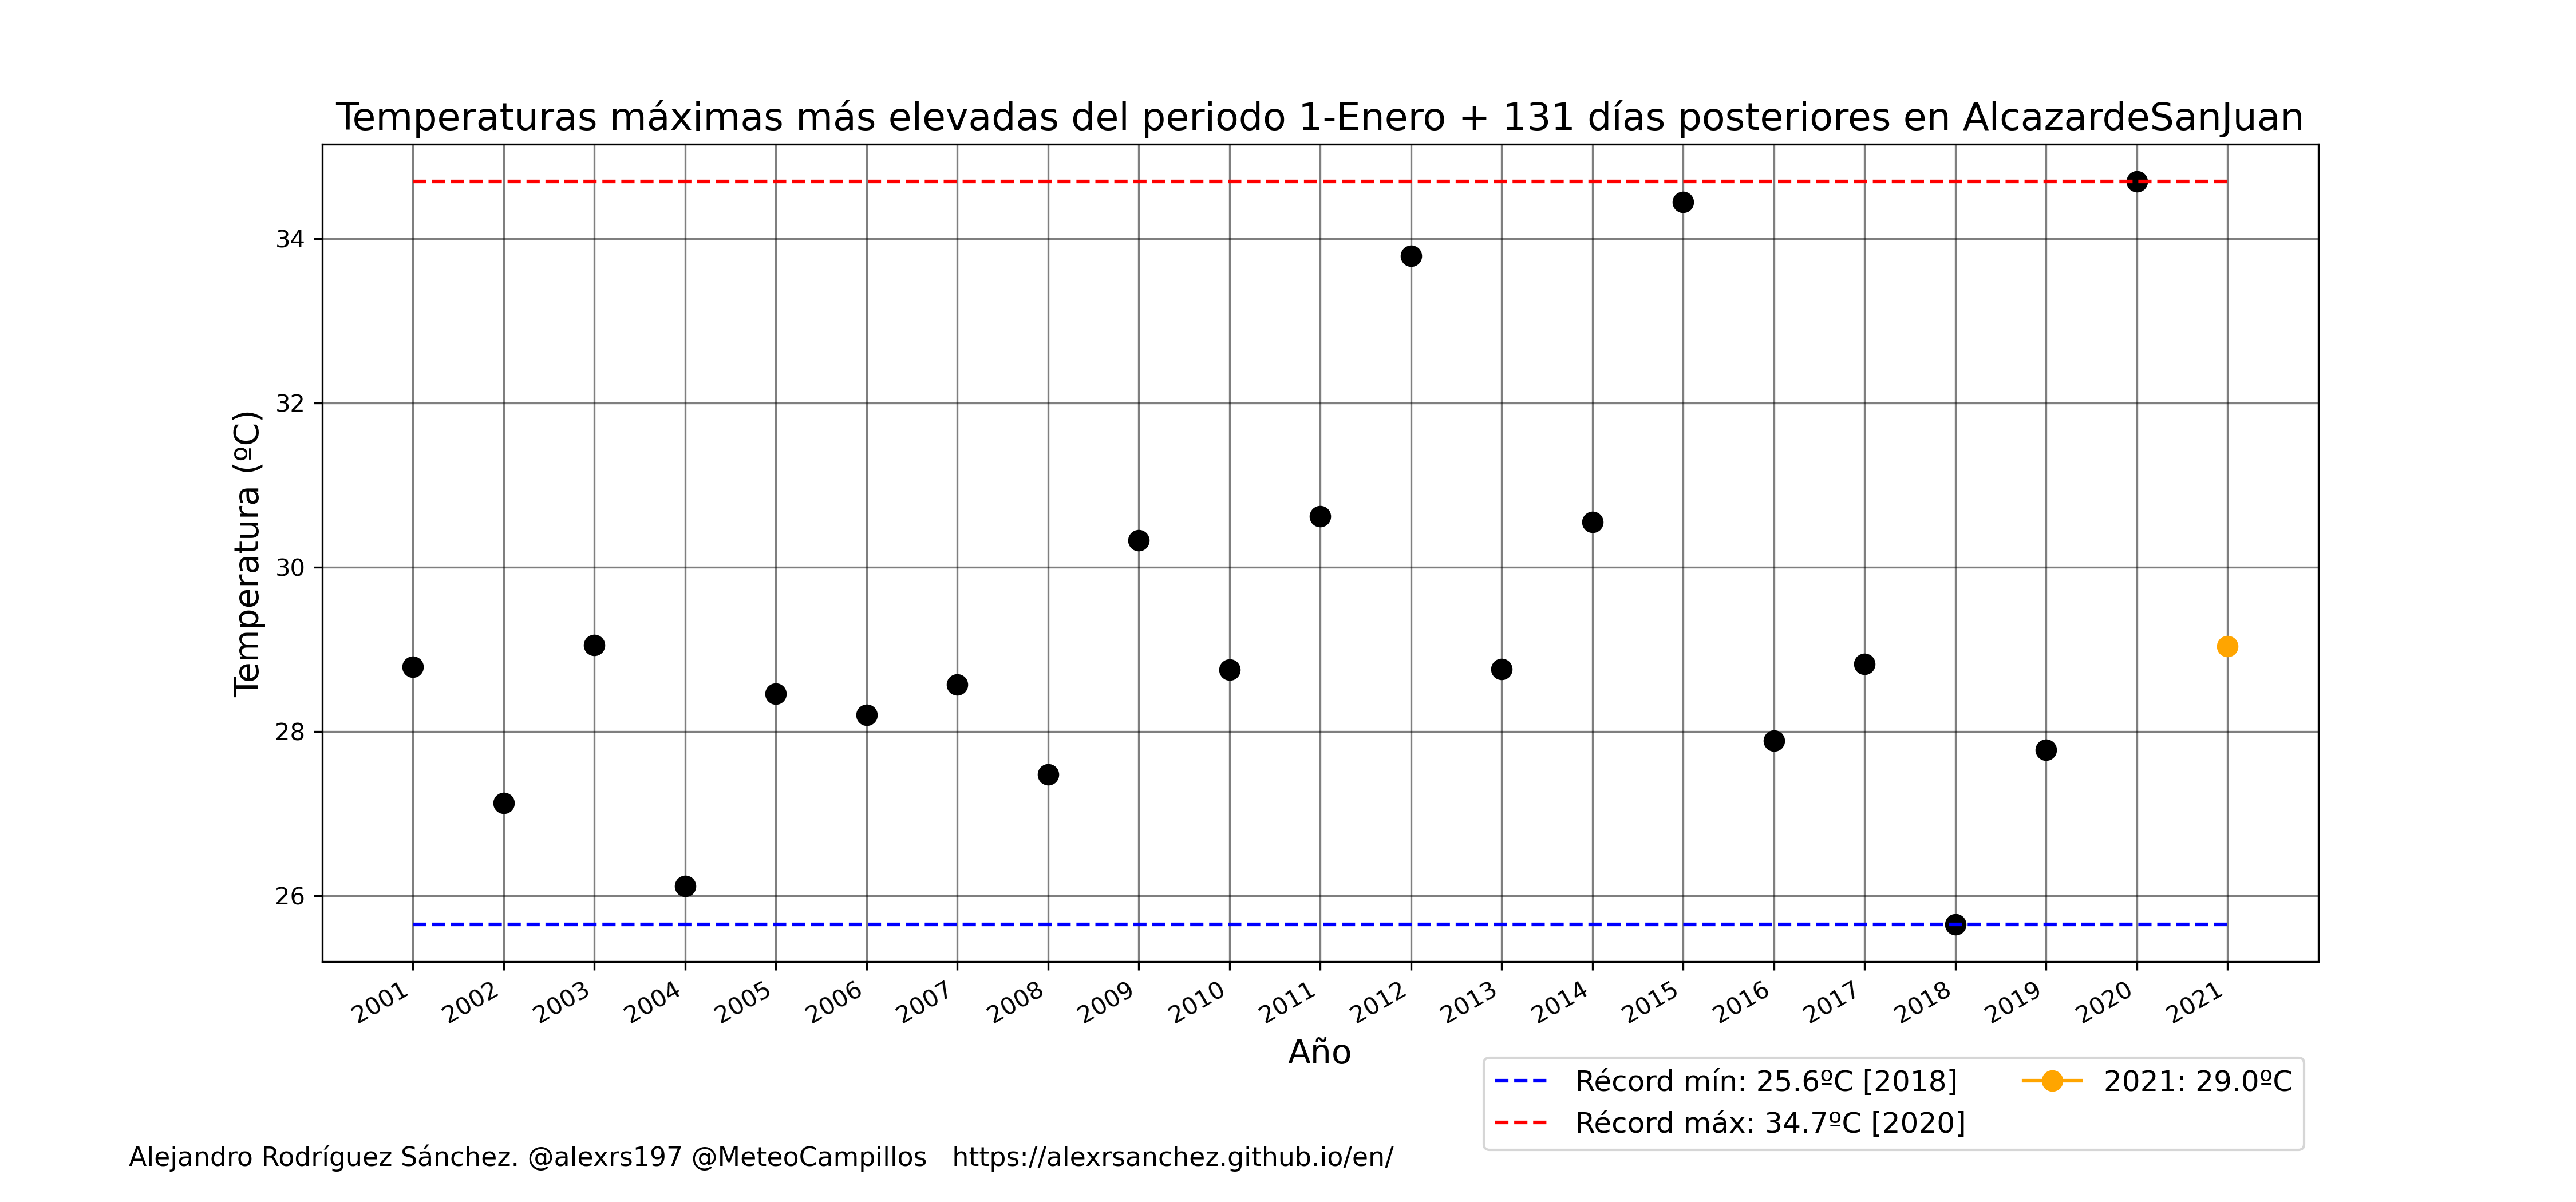 Temperaturas máximas más elevadas del periodo 1-Enero + 131 días posteriores en AlcazardeSanJuan
Temperatura (ºC)
34
32
30
28
26
2001 2002 2003 2004 2005 2006 2007 2008 2009 2010 2011 2012 2013 2014 2015 2016 2017 2018 2019 2020 2021
Año
Récord mín: 25.6ºC [2018]
Récord máx: 34.7ºC [2020]
2021: 29.0ºC
Alejandro Rodríguez Sánchez. @alexrs197 @MeteoCampillos https://alexrsanchez.github.io/en/